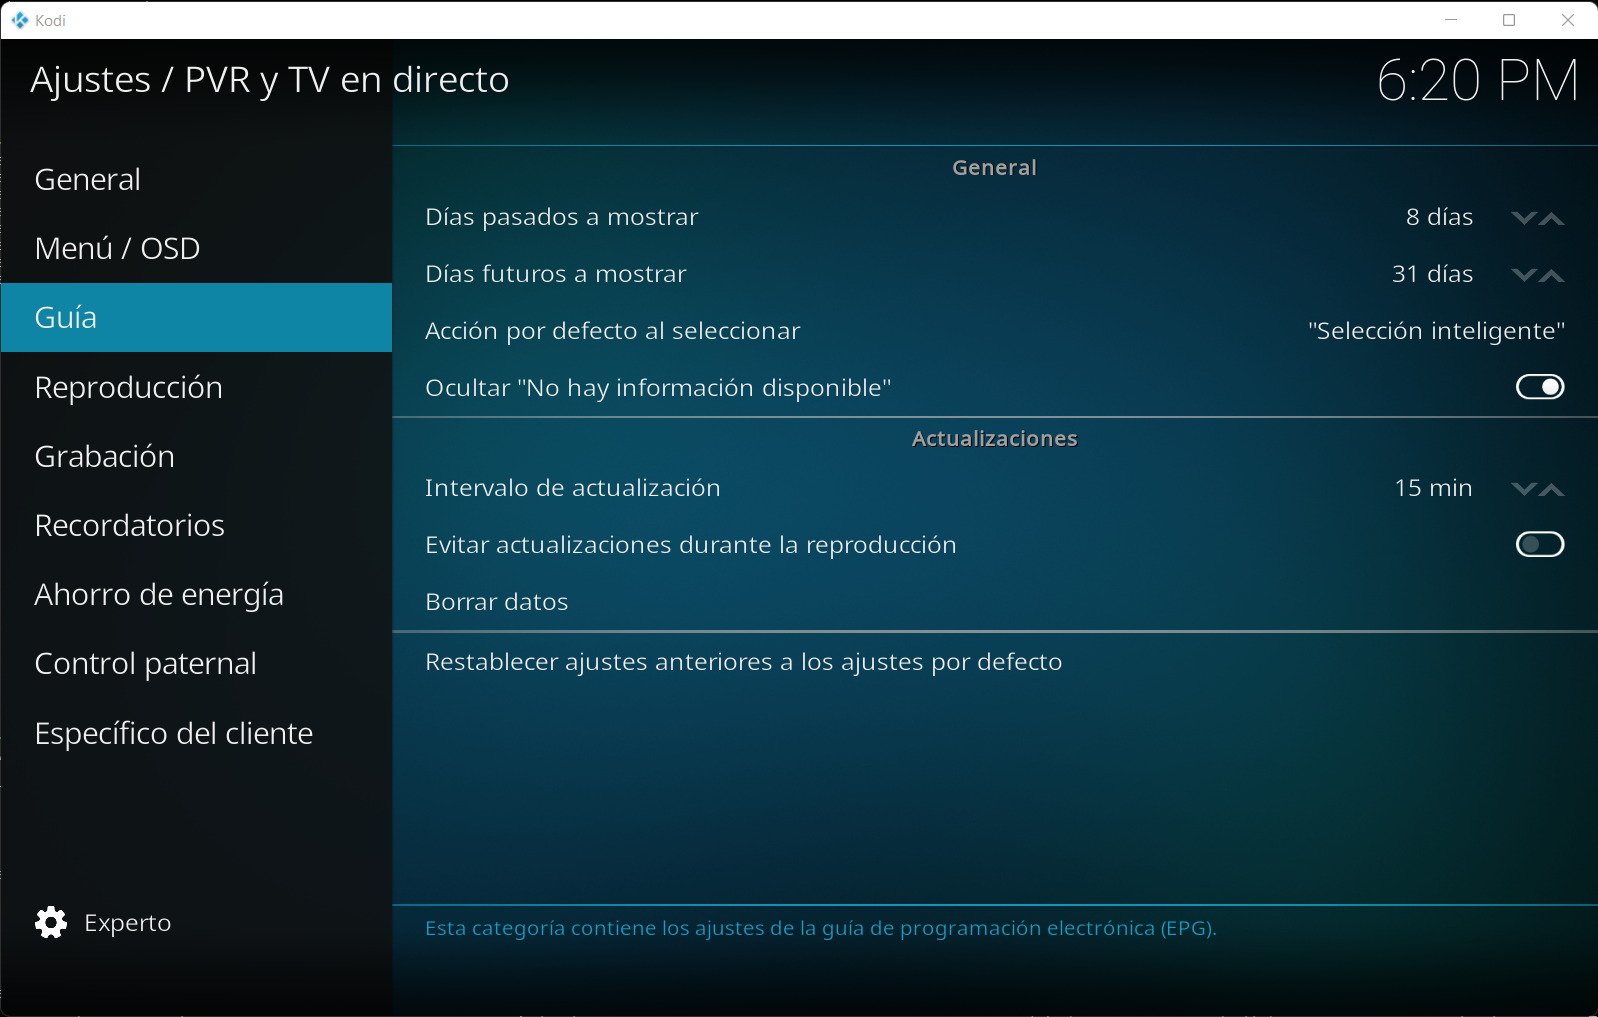 Kodi
Ajustes / PVR y TV en directo
6:20 PM
General
Menú / OSD
Guía
Reproducción
Grabación
Recordatorios
Ahorro de energía
Control paternal
Específico del cliente
Experto
General
Días pasados a mostrar 8 días
Días futuros a mostrar 31 días
Acción por defecto al seleccionar "Selección inteligente"
Ocultar "No hay información disponible"
Actualizaciones
Intervalo de actualización 15 min
Evitar actualizaciones durante la reproducción
Borrar datos
Restablecer ajustes anteriores a los ajustes por defecto
Esta categoría contiene los ajustes de la guía de programación electrónica (EPG).